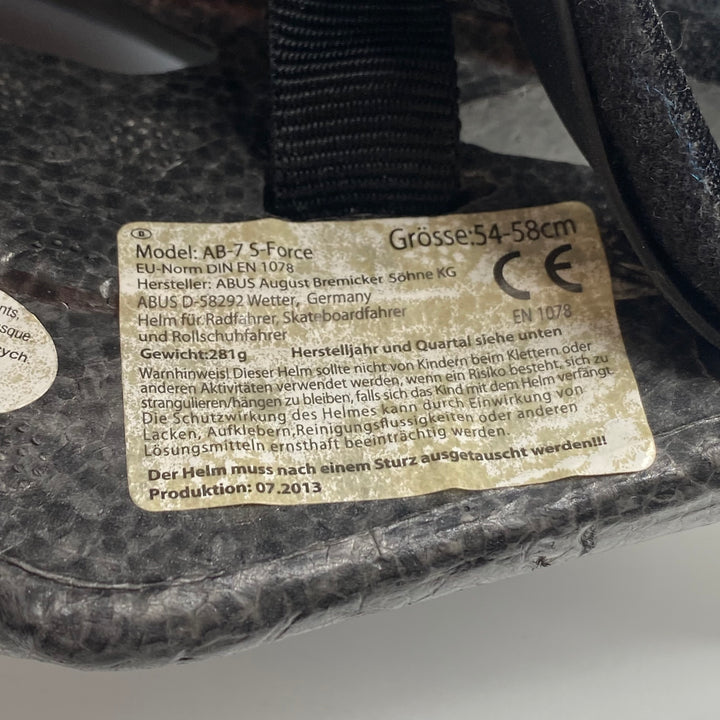 D
Model: AB-7 S-Force
Grösse:54-58cm
EU-Norm DIN EN 1078
Hersteller: ABUS August Bremicker Söhne KG
CE
ABUS D-58292 Wetter, Germany
Helm für Radfahrer, Skateboardfahrer
EN 1078
und Rollschuhfahrer
Gewicht:281g Herstelljahr und Quartal siehe unten
Warnhinweis! Dieser Helm sollte nicht von Kindern beim Klettern oder
anderen Aktivitäten verwendet werden, wenn ein Risiko besteht, sich zu
strangulieren/hängen zu bleiben, falls sich das Kind mit dem Helm verfängt.
Die Schutzwirkung des Helmes kann durch Einwirkung von
Lacken, Aufklebern,Reinigungsflüssigkeiten oder anderen
Lösungsmitteln ernsthaft beeinträchtig werden.
Der Helm muss nach einem Sturz ausgetauscht werden!!!
Produktion: 07.2013
nts,
sque
ych